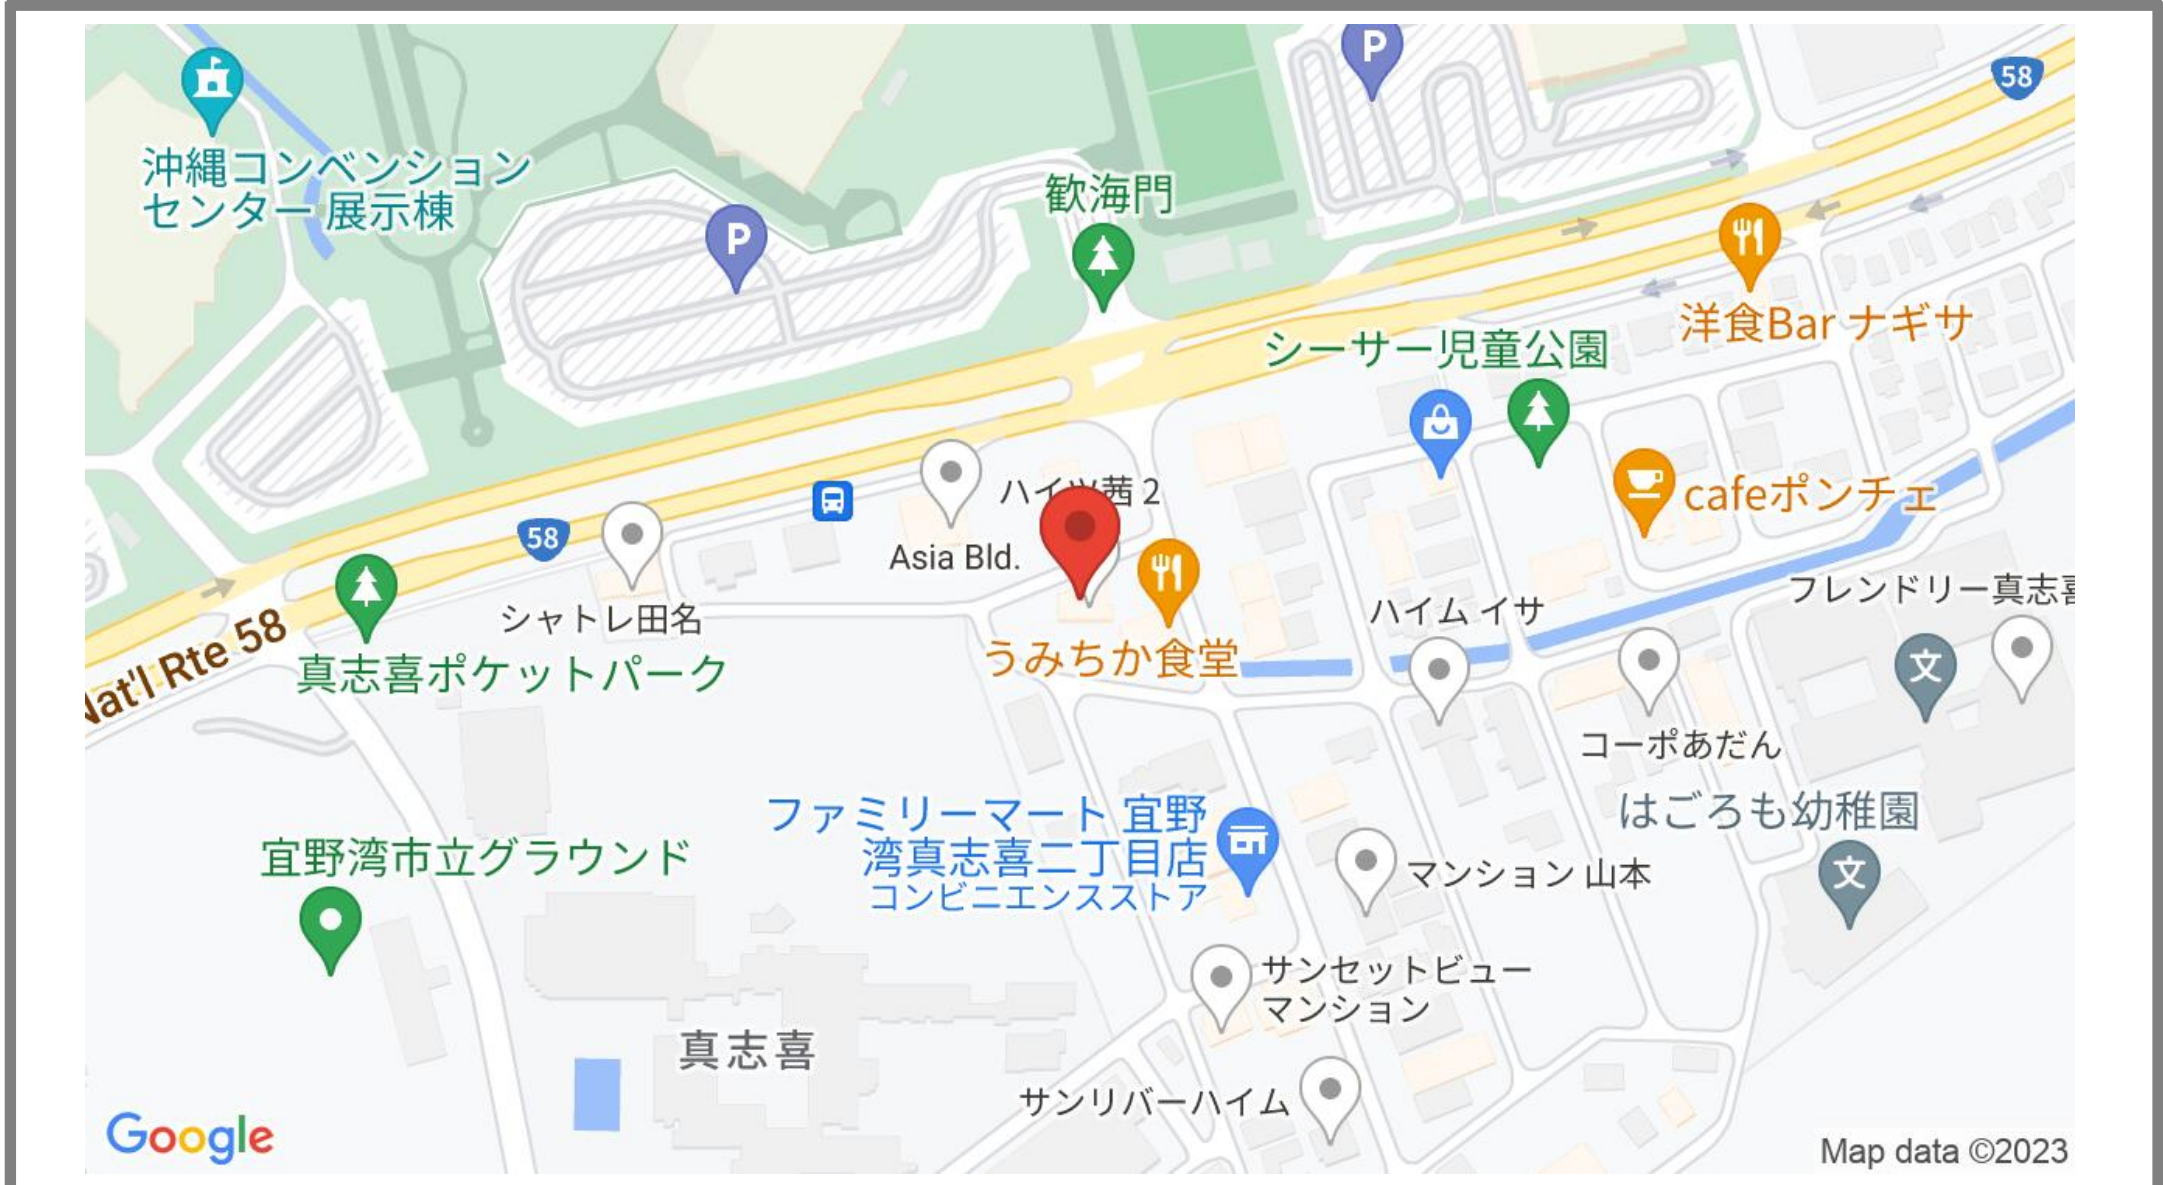 P
58
沖縄コンベンション
センター 展示棟
歓海門
P
洋食Bar ナギサ
シーサー児童公園
ハイツ茜 2
cafeポンチェ
58
Asia Bld.
フレンドリー真志喜
シャトレ田名
ハイム イサ
Nat'l Rte 58
うみちか食堂
真志喜ポケットパーク
文
コーポあだん
ファミリーマート 宜野
湾真志喜二丁目店
コンビニエンスストア
はごろも幼稚園
宜野湾市立グラウンド
マンション 山本
文
サンセットビュー
マンション
真志喜
サンリバーハイム
Google
Map data ©2023